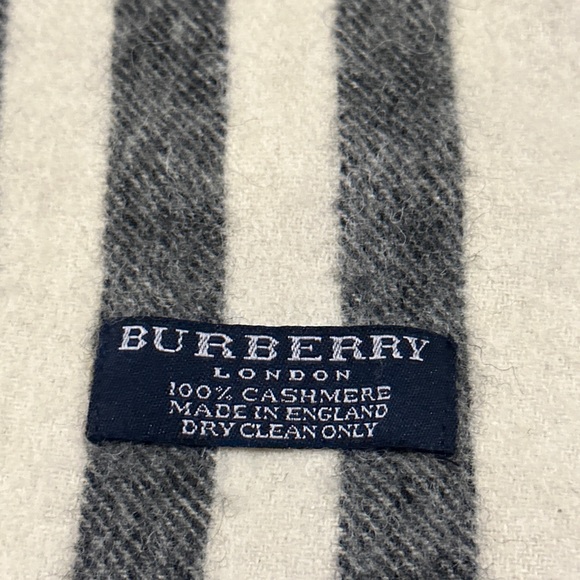 BURBERRY
LONDON
100% CASHMERE
MADE IN ENGLAND
DRY CLEAN ONLY